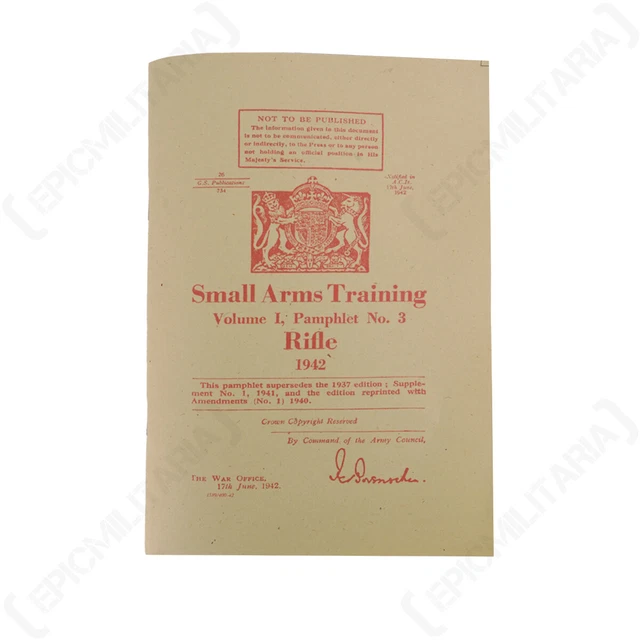 NOT TO BE PUBLISHED
The information given in this document
is not to be communicated, either directly
or indirectly, to the Press or to any person
not holding an official position in His
Majesty's Service.
20
G.S. Publications
Notified in
A.C.Is.
17th June,
1942
Small Arms Training
Volume I, Pamphlet No. 3
Rifle
1942
This pamphlet supersedes the 1937 edition; Supple-
ment No. 1, 1941, and the edition reprinted with
Amendments (No. 1) 1940.
Crown Copyright Reserved
By Command of the Army Council,
THE WAR OFFICE,
17th June, 1942.
(EPICMILITARIA)
(EPICMILITARIA)
(EPICMILITARIA)
(EPICMILITARIA)